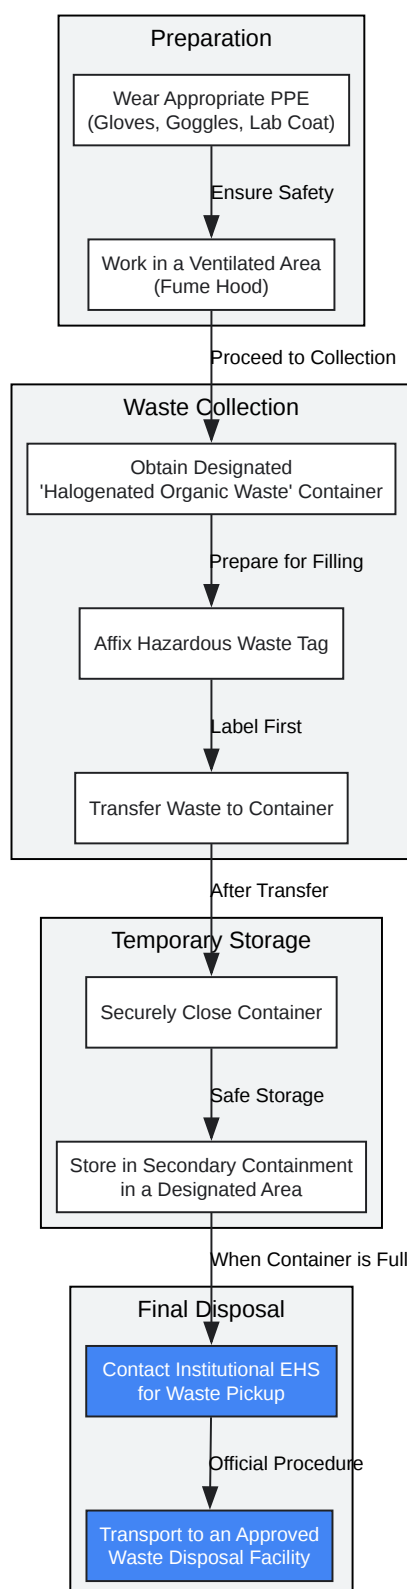 Preparation
Wear Appropriate PPE
(Gloves, Goggles, Lab Coat)
Ensure Safety
Work in a Ventilated Area
(Fume Hood)
Proceed to Collection
Waste Collection
Obtain Designated
'Halogenated Organic Waste' Container
Prepare for Filling
Affix Hazardous Waste Tag
Label First
Transfer Waste to Container
After Transfer
Temporary Storage
Securely Close Container
Safe Storage
Store in Secondary Containment
in a Designated Area
When Container is Full
Final Disposal
Contact Institutional EHS
for Waste Pickup
Official Procedure
Transport to an Approved
Waste Disposal Facility